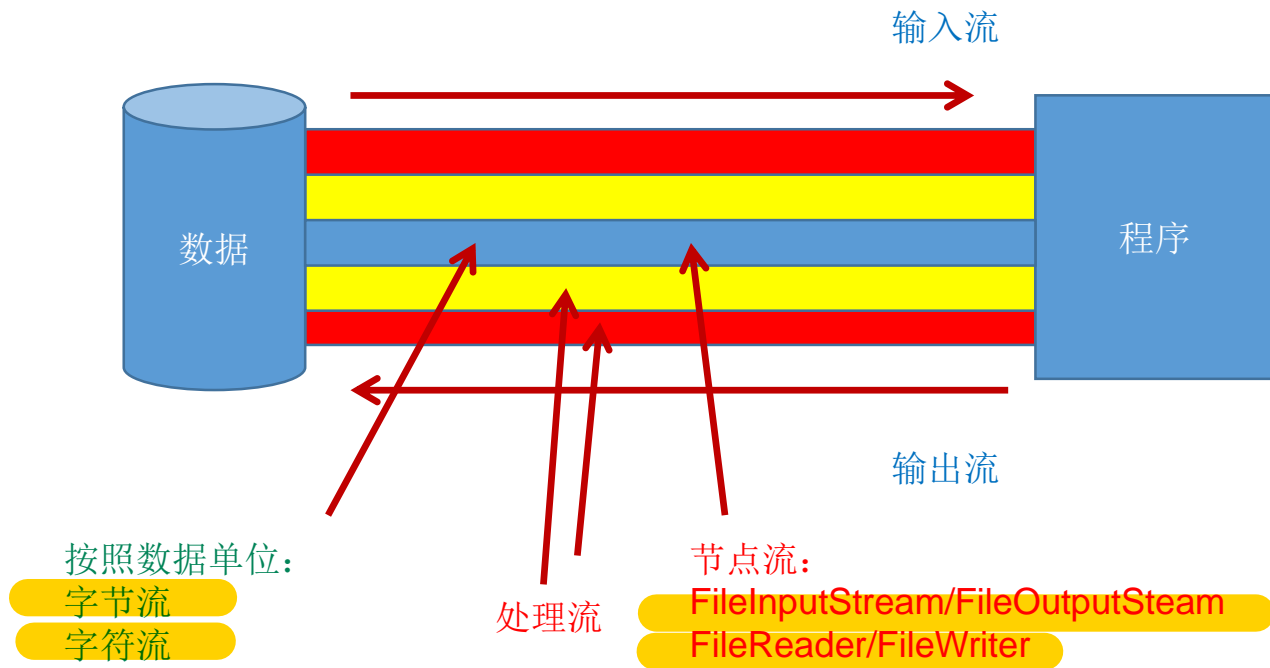 输入流
数据
程序
输出流
按照数据单位：
字节流
字符流
处理流
节点流：
FileInputStream/FileOutputSteam
FileReader/FileWriter